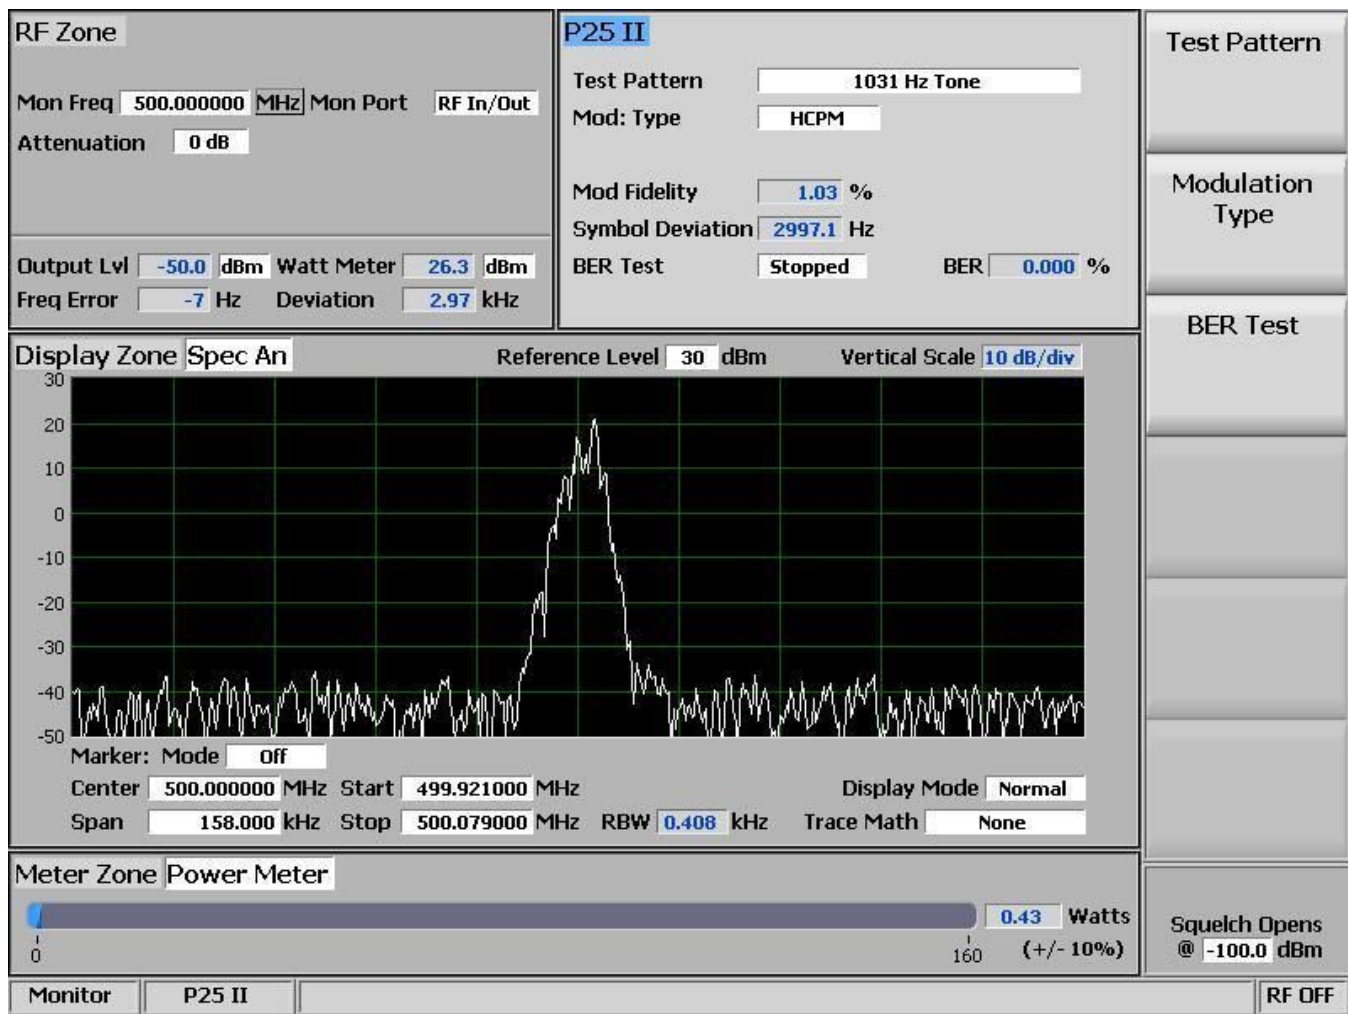 RF Zone
Mon Freq 500.000000 MHz Mon Port RF In/Out
Attenuation 0 dB
Output Lvl -50.0 dBm Watt Meter 26.3 dBm
Freq Error -7 Hz Deviation 2.97 kHz
P25 II
Test Pattern 1031 Hz Tone
Mod: Type HCPM
Mod Fidelity 1.03 %
Symbol Deviation 2997.1 Hz
BER Test Stopped BER 0.000 %
Display Zone Spec An Reference Level 30 dBm Vertical Scale 10 dB/div
30
20
10
0
-10
-20
-30
-40
-50
Marker: Mode Off
Center 500.000000 MHz Start 499.921000 MHz Display Mode Normal
Span 158.000 kHz Stop 500.079000 MHz RBW 0.408 kHz Trace Math None
Meter Zone Power Meter
0.43 Watts
0 160 (+/- 10%)
Test Pattern
Modulation
Type
BER Test
Squelch Opens
@ -100.0 dBm
Monitor P25 II RF OFF